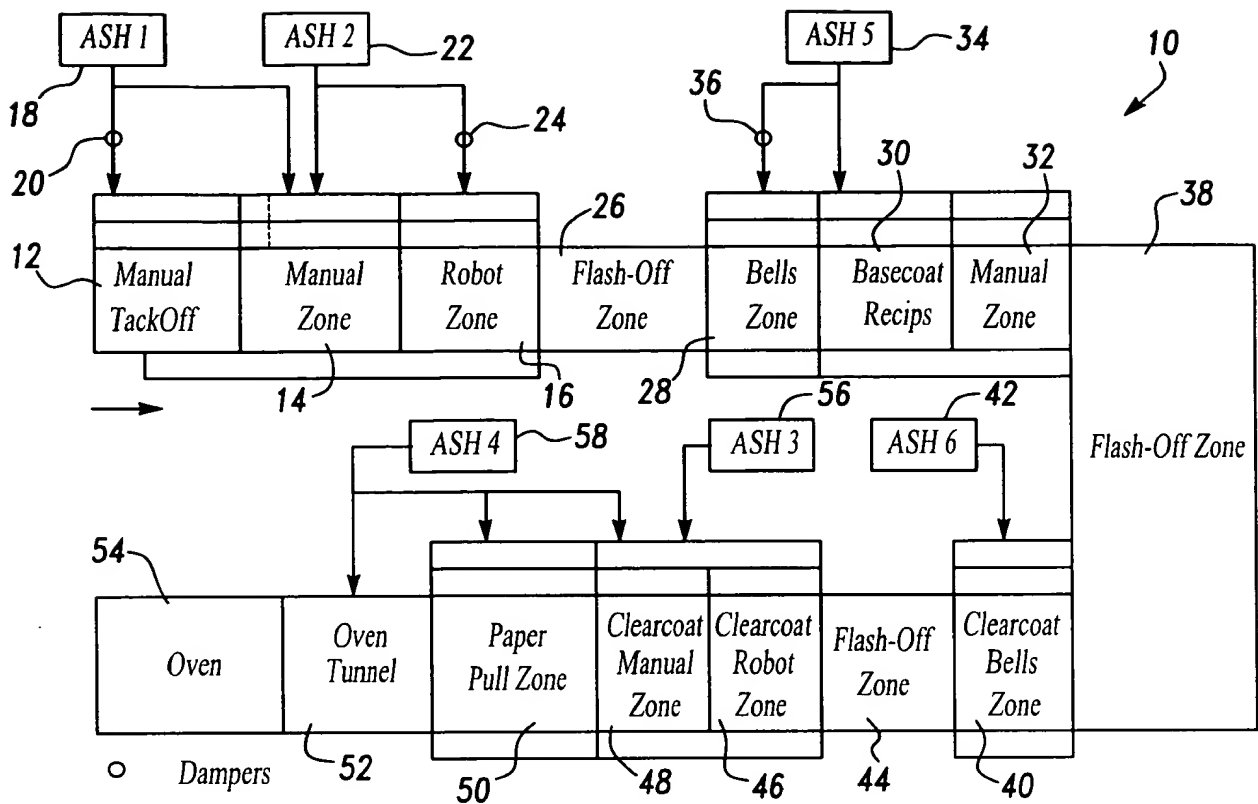 ASH 1
ASH 2
22
ASH 5
34
10
18
20
24
36
30
32
26
38
12
Manual
TackOff
Manual
Zone
Robot
Zone
Flash-Off
Zone
Bells
Zone
Basecoat
Recips
Manual
Zone
14
16
28
56
42
ASH 4
58
ASH 3
ASH 6
Flash-Off Zone
54
Oven
Oven
Tunnel
Paper
Pull Zone
Clearcoat
Manual
Zone
Clearcoat
Robot
Zone
Flash-Off
Zone
Clearcoat
Bells
Zone
52
50
48
46
44
40
Dampers